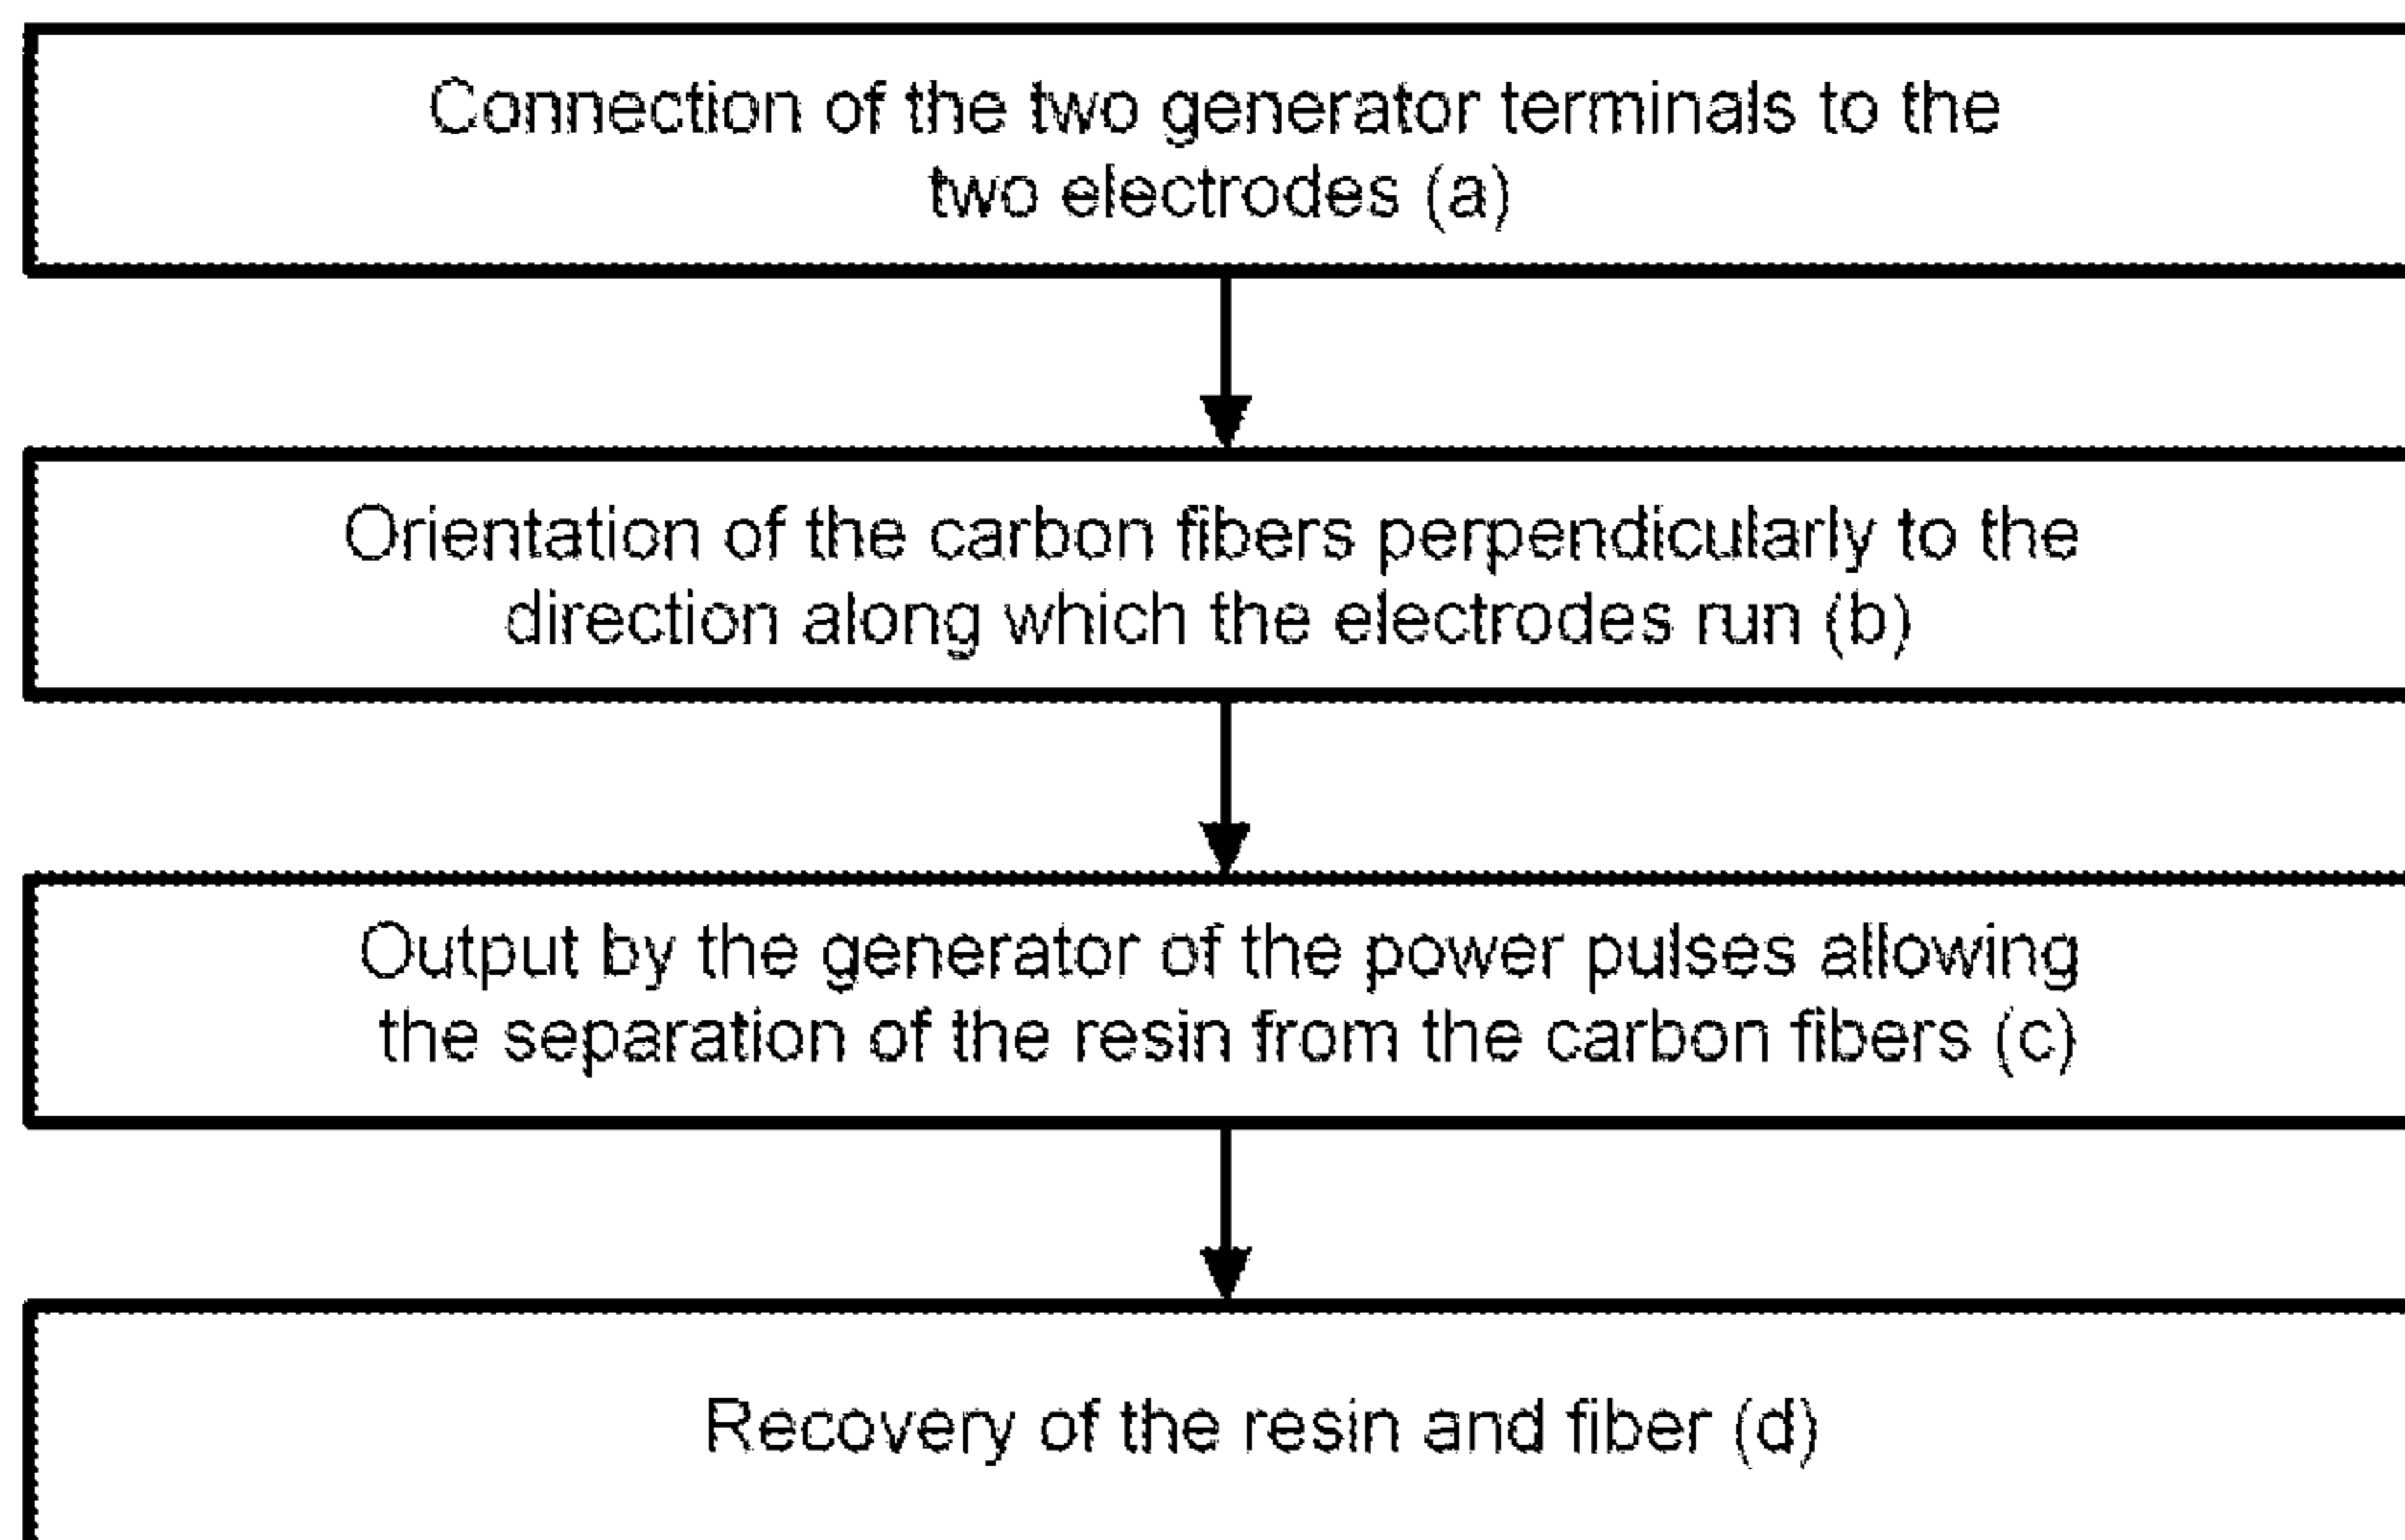 Connection of the two generator terminals to the
two electrodes (a)
Orientation of the carbon fibers perpendicularly to the
direction along which the electrodes run (b)
Output by the generator of the power pulses allowing
the separation of the resin from the carbon fibers (c)
Recovery of the resin and fiber (d)